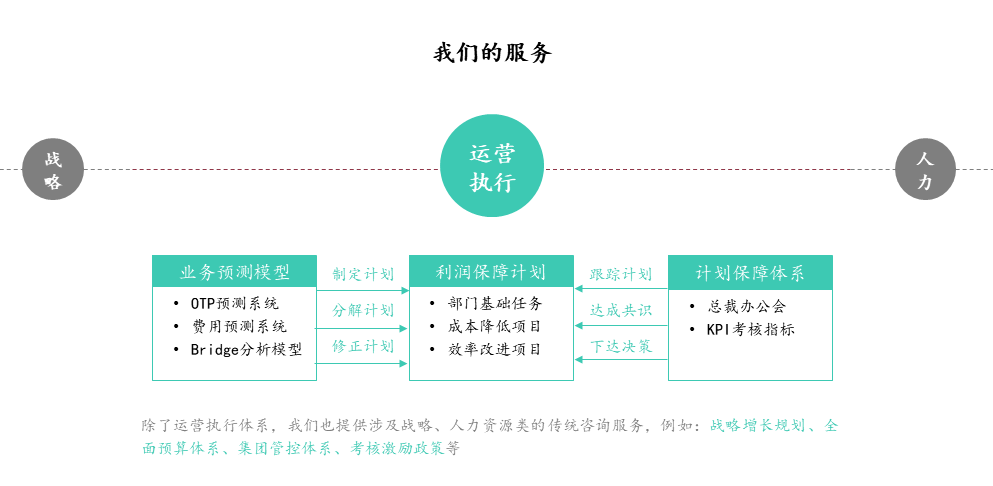 我们的服务
战
略
运营
执行
人
力
业务预测模型
• OTP预测系统
• 费用预测系统
• Bridge分析模型
制定计划
分解计划
修正计划
利润保障计划
• 部门基础任务
• 成本降低项目
• 效率改进项目
跟踪计划
达成共识
下达决策
计划保障体系
• 总裁办公会
• KPI考核指标
除了运营执行体系，我们也提供涉及战略、人力资源类的传统咨询服务，例如：战略增长规划、全
面预算体系、集团管控体系、考核激励政策等